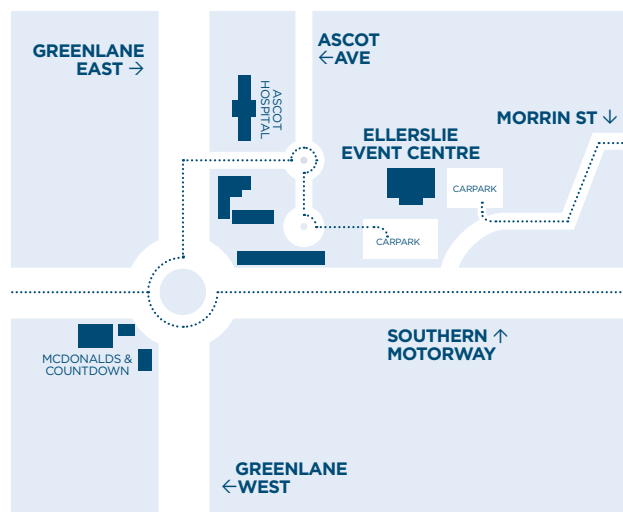 GREENLANE
EAST →
ASCOT
←AVE
ASCOT
HOSPITAL
MORRIN ST ↓
ELLERSLIE
EVENT CENTRE
CARPARK
CARPARK
MCDONALDS &
COUNTDOWN
SOUTHERN ↑
MOTORWAY
GREENLANE
←WEST